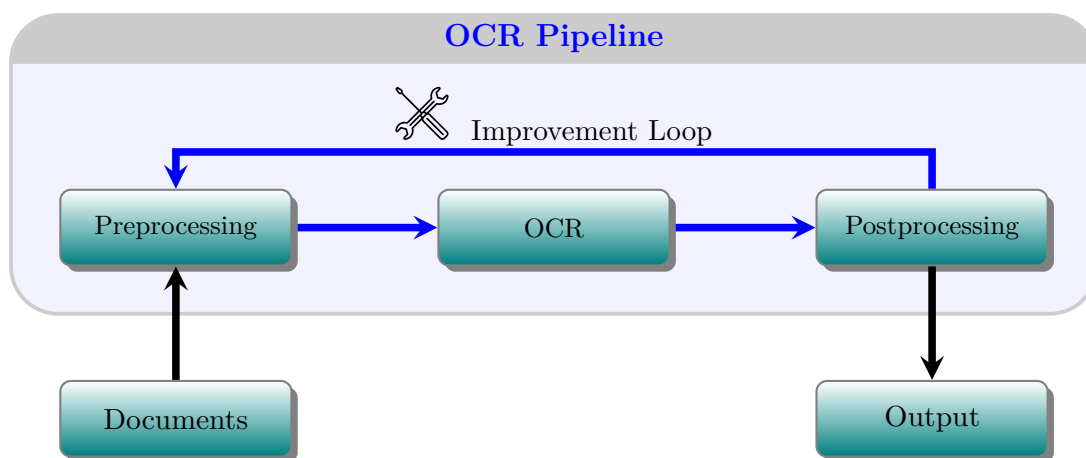 OCR Pipeline
Improvement Loop
Preprocessing
OCR
Postprocessing
Documents
Output